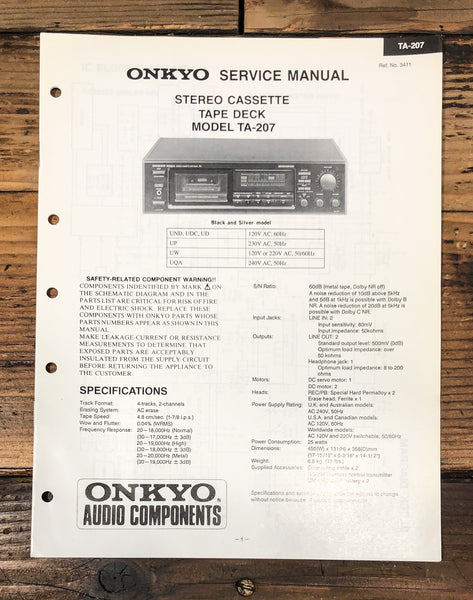 TA-207
Ref. No. 3411
ONKYO SERVICE MANUAL
STEREO CASSETTE
TAPE DECK
MODEL TA-207
Black and Silver model
UND, UDC, UD 120V AC, 60Hz
UP 230V AC, 50Hz
UW 120V or 220V AC, 50/60Hz
UQA 240V AC, 50Hz
SAFETY-RELATED COMPONENT WARNING!!
COMPONENTS INDENTIFIED BY MARK ⚠ ON
THE SCHEMATIC DIAGRAM AND IN THE
PARTS LIST ARE CRITICAL FOR RISK OF FIRE
AND ELECTRIC SHOCK. REPLACE THESE
COMPONENTS WITH ONKYO PARTS WHOSE
PARTS NUMBERS APPEAR AS SHOWN IN THIS
MANUAL.
MAKE LEAKAGE-CURRENT OR RESISTANCE
MEASUREMENTS TO DETERMINE THAT
EXPOSED PARTS ARE ACCEPTABLY
INSULATED FROM THE SUPPLY CIRCUIT
BEFORE RETURNING THE APPLIANCE TO
THE CUSTOMER.
SPECIFICATIONS
Track Format: 4-tracks, 2-channels
Erasing System: AC erase
Tape Speed: 4.8 cm/sec. (1-7/8 i.p.s.)
Wow and Flutter: 0.04% (WRMS)
Frequency Response: 20—18,000Hz (Normal)
(30—17,000Hz ± 3dB)
20—19,000Hz (High)
(30—18,000Hz ± 3dB)
20—20,000Hz (Metal)
(30—19,000Hz ± 3dB)
S/N Ratio: 60dB (metal tape, Dolby NR off)
A noise reduction of 10dB above 5kHz
and 5dB at 1kHz is possible with Dolby B
NR. A noise reduction of 20dB at
is possible with Dolby C NR.
Input Jacks: LINE IN: 2
Input sensitivity: 80mV
Input impedance: 50kohms
Outputs: LINE OUT: 2
Standard output level: 500mV (0dB)
Optimum load impedance: over
50 kohms
Headphone jack: 1
Optimum load impedance: 8 to 200
ohms
Motors: DC servo motor: 1
DC motor: 2
Heads: REC/PB: Special Hard Permalloy x 2
Erase head: Ferrite x 1
Power Supply Rating: U.K. and Australian models:
AC 240V, 50Hz
U.S.A. and Canadian models:
AC 120V, 60Hz
Worldwide models:
AC 120V and 220V switchable, 50/60Hz
Power Consumption: 25 watts
Dimensions: 455(W) x 131(H) x 368(D)mm
Weight:
Supplied Accessories:
ONKYO®
AUDIO COMPONENTS
– 1 –